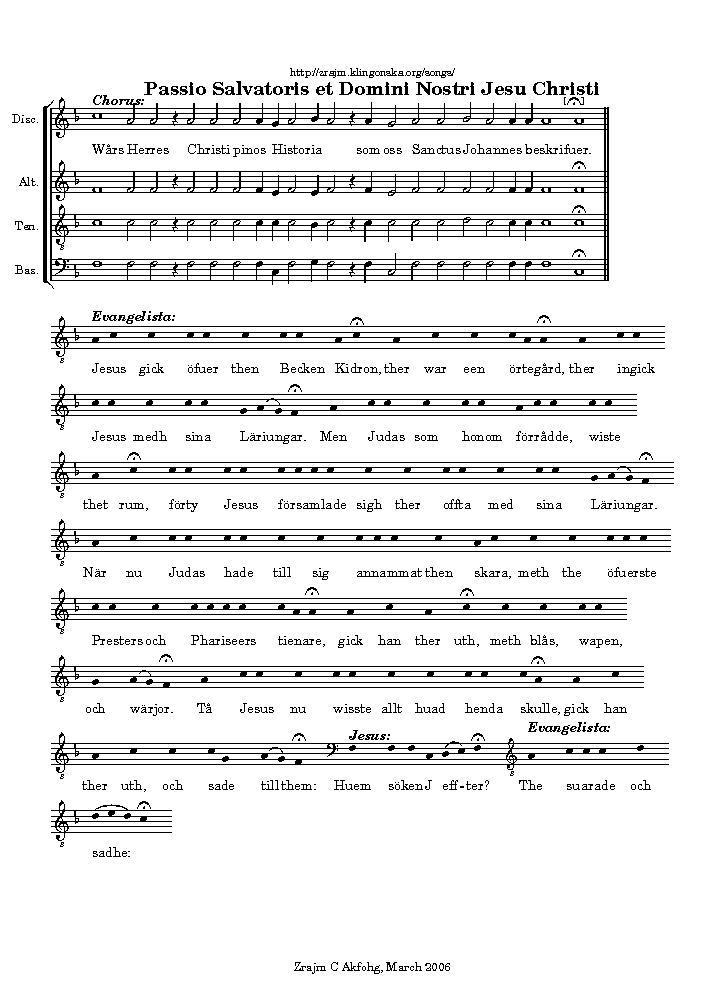 http://zrajm.klingonska.org/songs/
Passio Salvatoris et Domini Nostri Jesu Christi
Chorus:
Disc.
Wårs Herres Christi pinos Historia som oss Sanctus Johannes beskrifuer.
Alt.
Ten.
Bas.
Evangelista:
Jesus gick öfuer then Becken Kidron, ther war een örtegård, ther ingick
Jesus medh sina Läriungar. Men Judas som honom förrådde, wiste
thet rum, förty Jesus församlade sigh ther offta med sina Läriungar.
När nu Judas hade till sig annammat then skara, meth the öfuerste
Presters och Phariseers tienare, gick han ther uth, meth blås, wapen,
och wärjor. Tå Jesus nu wisste allt huad henda skulle, gick han
Jesus:
Evangelista:
ther uth, och sade till them: Huem söken J eff-ter? The suarade och
sadhe:
Zrajm C Akfohg, March 2006